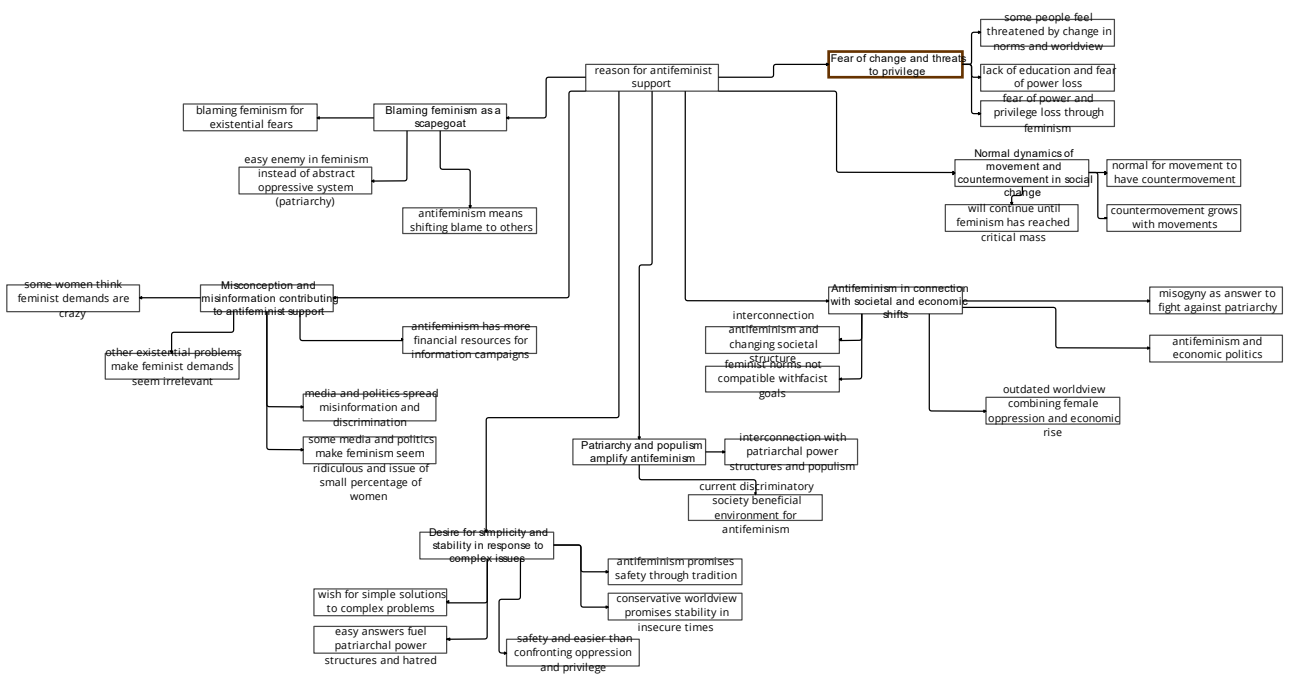 some people feel
threatened by change in
norms and worldview
Fear of change and threats
to privilege
reason for antifeminist
support
lack of education and fear
of power loss
fear of power and
privilege loss through
feminism
blaming feminism for
existential fears
Blaming feminism as a
scapegoat
easy enemy in feminism
instead of abstract
oppressive system
(patriarchy)
antifeminism means
shifting blame to others
Normal dynamics of
movement and
countermovement in social
change
normal for movement to
have countermovement
will continue until
feminism has reached
critical mass
countermovement grows
with movements
some women think
feminist demands are
crazy
Misconception and
misinformation contributing
to antifeminist support
other existential problems
make feminist demands
seem irrelevant
antifeminism has more
financial resources for
information campaigns
media and politics spread
misinformation and
discrimination
some media and politics
make feminism seem
ridiculous and issue of
small percentage of
women
Antifeminism in connection
with societal and economic
shifts
misogyny as answer to
fight against patriarchy
interconnection
antifeminism and
changing societal
structure
feminist norms not
compatible withfacist
goals
antifeminism and
economic politics
outdated worldview
combining female
oppression and economic
rise
Patriarchy and populism
amplify antifeminism
interconnection with
patriarchal power
structures and populism
current discriminatory
society beneficial
environment for
antifeminism
Desire for simplicity and
stability in response to
complex issues
antifeminism promises
safety through tradition
wish for simple solutions
to complex problems
conservative worldview
promises stability in
insecure times
easy answers fuel
patriarchal power
structures and hatred
safety and easier than
confronting oppression
and privilege